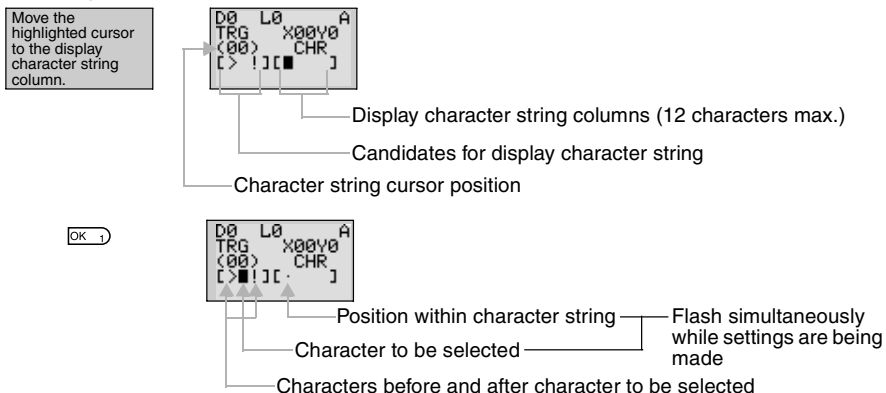 Move the
highlighted cursor
to the display
character string
column.
D0 L0 A
TRG X00Y0
(00) CHR
[> !][■ ]
Display character string columns (12 characters max.)
Candidates for display character string
Character string cursor position
OK 1
D0 L0 A
TRG X00Y0
(00) CHR
[>■!][· ]
Position within character string
Flash simultaneously
while settings are being
made
Character to be selected
Characters before and after character to be selected